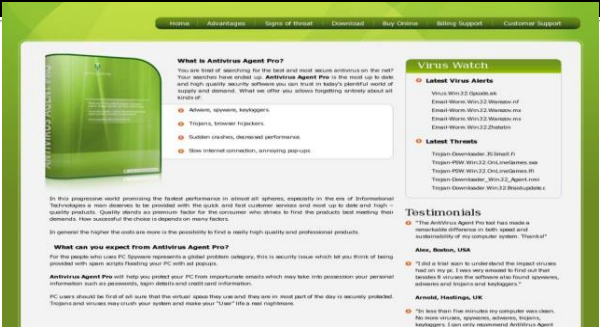 Home
Advantages
Signs of threat
Download
Buy Online
Billing Support
Customer Support
ANTIVIRUS AGENT PRO
What is Antivirus Agent Pro?
You are tired of searching for the best and most secure antivirus on the net?
Your searches have ended up. Antivirus Agent Pro is the most up to date
and high quality security software you can trust in today's plentiful world of
supply and demand. What we offer you allows forgetting entirely about all
kinds of:
Adware, spyware, keyloggers.
Trojans, browser hijackers.
Sudden crashes, decreased performance.
Slow internet connection, annoying pop-ups.
In this progressive world promising the fastest performance in almost all spheres, especially in the era of Informational
Technologies a man deserves to be provided with the quick and fast customer services and most up to date and high -
quality products. Quality stands as premium factor for the consumer who strives to find the products best meeting their
demands. How successful the choice is depends on many factors.
In general the higher the costs are more is the possibility to find a really high quality and professional products.
What can you expect from Antivirus Agent Pro?
For the people who uses PC Spyware represents a global problem category, this is security issue which let you think of being
provided with spam scripts flooding your PC with ad popups.
Antivirus Agent Pro will help you protect your PC from importunate emails which may take into possession your personal
information such as passwords, login details and credit card information.
PC users should be find of all sure that the virtual space they use and they are in most part of the day is securely protected.
Trojans and viruses may crush your system and make your "User" life a real nightmare.
Virus Watch
Latest Virus Alerts
Virus.Win32.Gpcode.ak
Email-Worm.Win32.Warezov.nf
Email-Worm.Win32.Warezov.mx
Email-Worm.Win32.Warezov.ms
Email-Worm.Win32.Zhelatin
Latest Threats
Trojan-Downloader.JS.Small.fi
Trojan-PSW.Win32.OnLineGames.eos
Trojan-PSW.Win32.OnLineGames.ffi
Trojan-Downloader_Win32_Agent.nmi
Trojan-Downloader.Win32.Braidupdate.c
Testimonials
"The AntiVirus Agent Pro tool has made a
remarkable difference in both speed and
sustainability of my computer system. Thanks!"
Alex, Boston, USA
"I did a trial scan to understand the impact viruses
had on my pc. I was very amazed to find out that
besides 6 viruses the software also found spywares,
adwares and trojans and keyloggers."
Arnold, Hastings, UK
"In less than five minutes my computer was clean.
No more viruses, spywares, adwares, trojans,
keyloggers. I can only recommend AntiVirus Agent